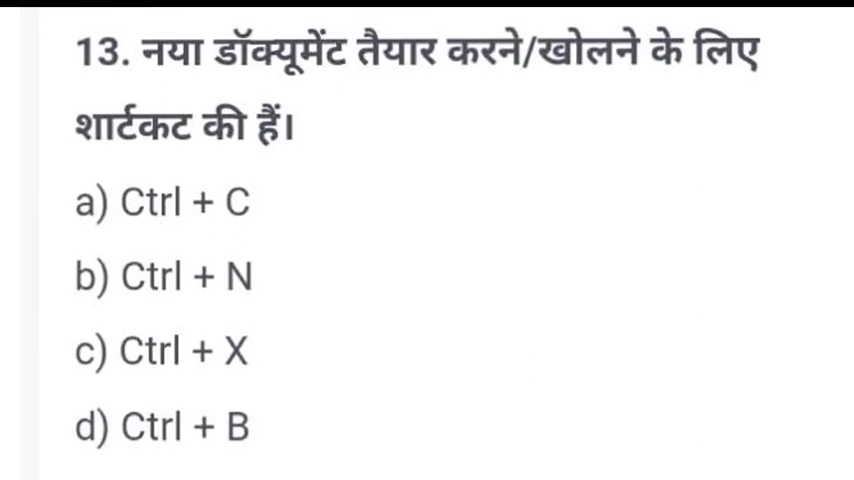 13. नया डॉक्यूमेंट तैयार करने/खोलने के लिए
शार्टकट की हैं।
a) Ctrl + C
b) Ctrl + N
c) Ctrl + X
d) Ctrl + B